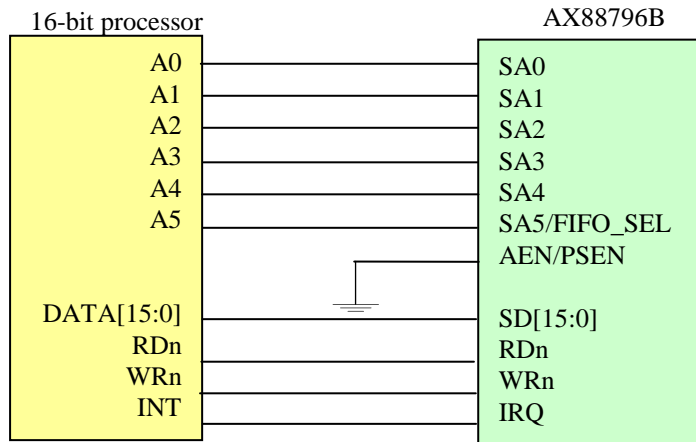 16-bit processor
AX88796B
A0
SA0
A1
SA1
A2
SA2
A3
SA3
A4
SA4
A5
SA5/FIFO_SEL
AEN/PSEN
DATA[15:0]
SD[15:0]
RDn
RDn
WRn
WRn
INT
IRQ